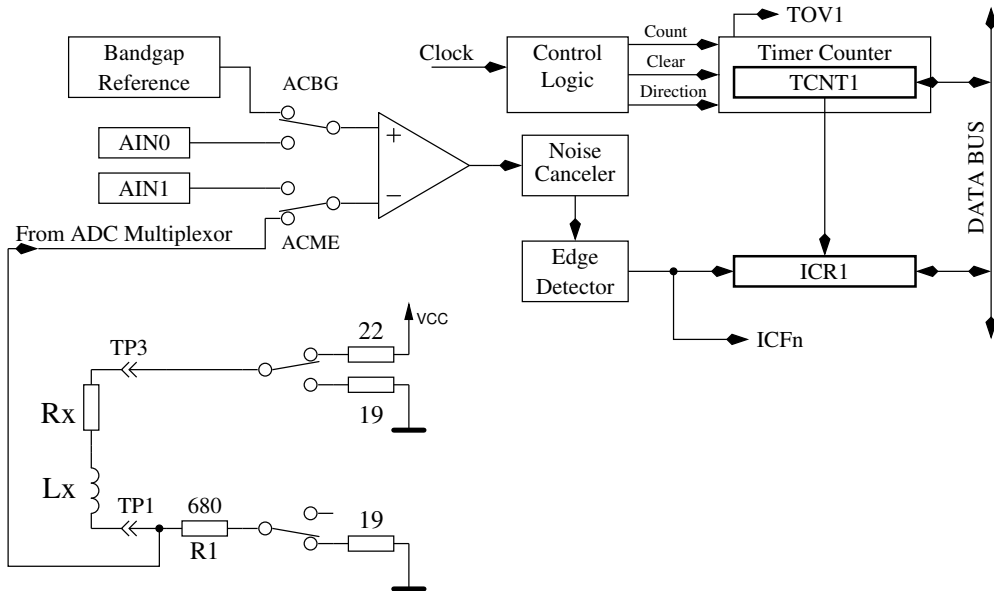 TOV1
Bandgap
Reference
ACBG
Clock
Control
Logic
Count
Clear
Direction
Timer Counter
TCNT1
AIN0
AIN1
+
−
Noise
Canceler
DATA BUS
From ADC Multiplexor
ACME
Edge
Detector
ICR1
ICFn
VCC
22
TP3
19
Rx
Lx
TP1
680
R1
19